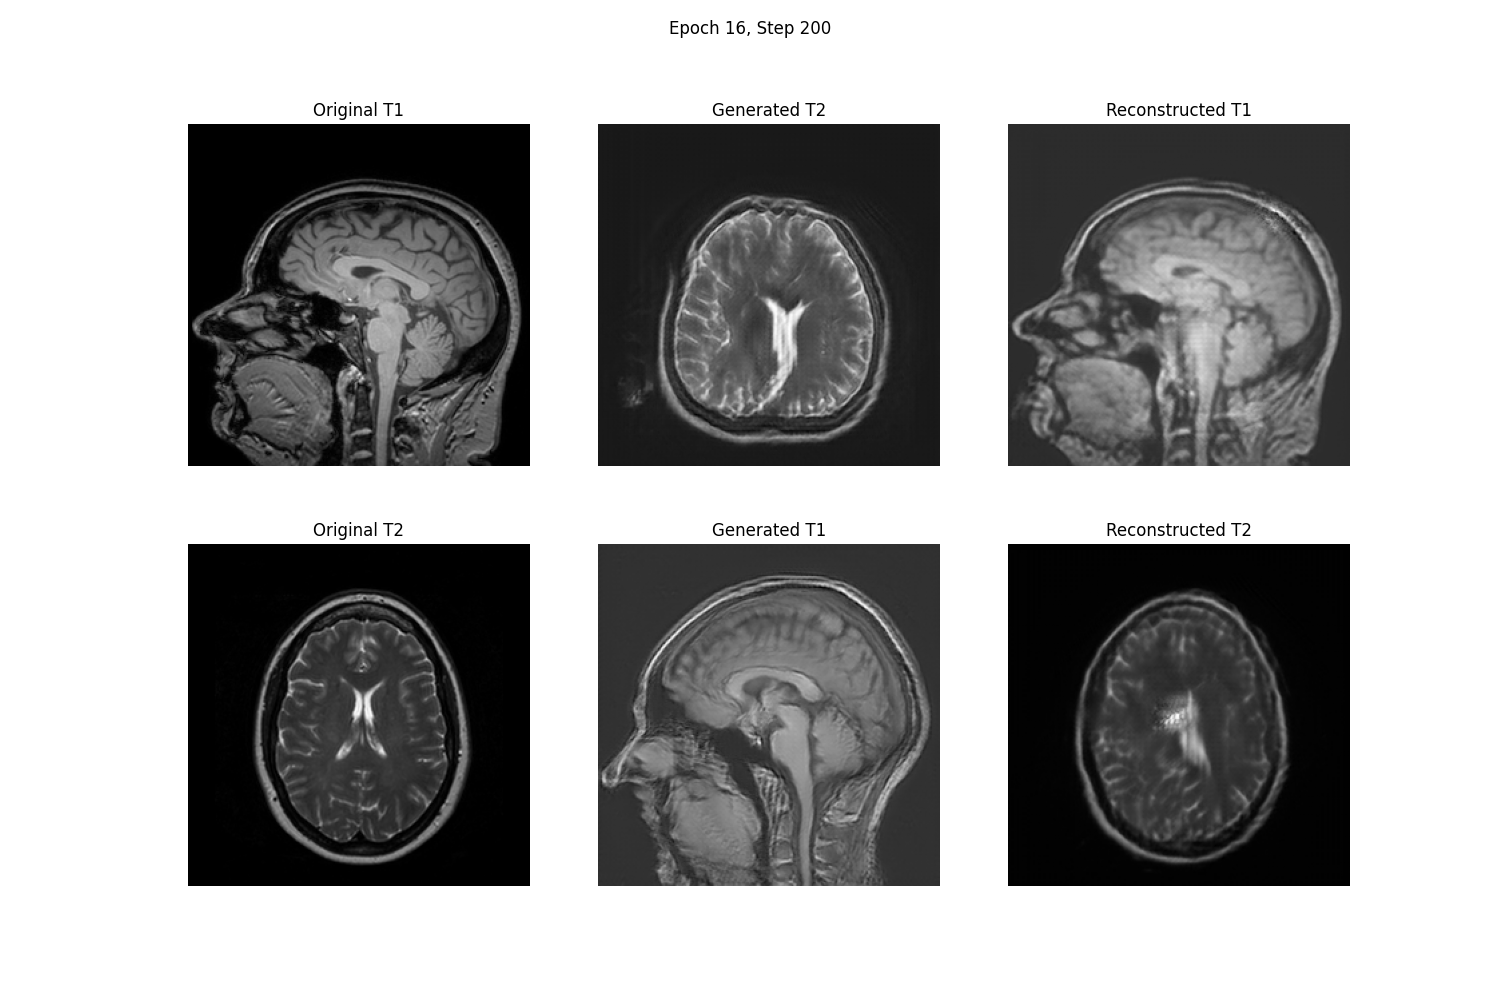 Epoch 16, Step 200
Original T1
Generated T2
Reconstructed T1
Original T2
Generated T1
Reconstructed T2